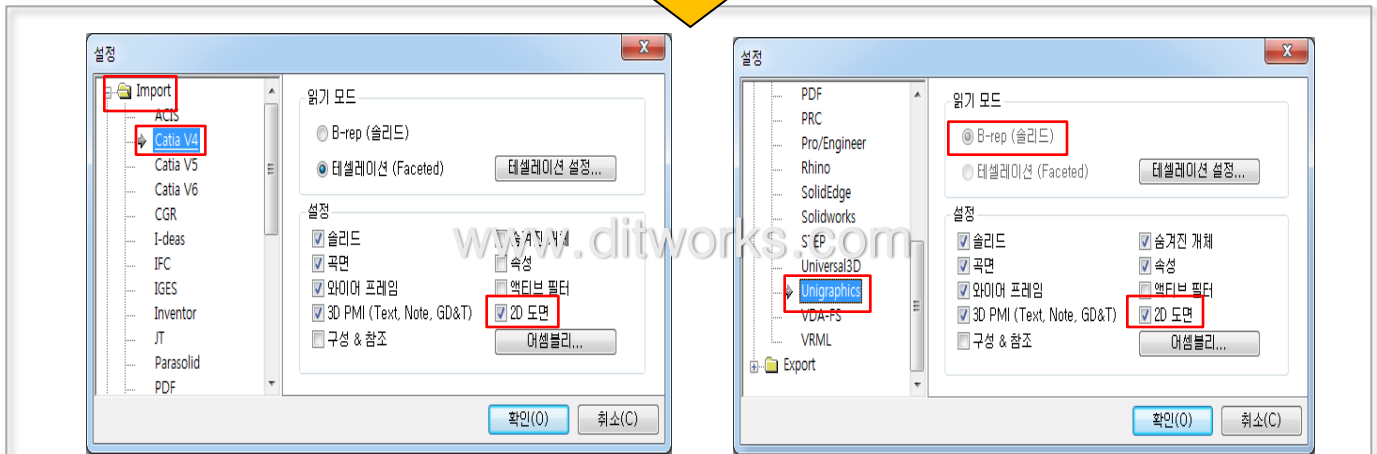 설정
Import
ACIS
Catia V4
Catia V5
Catia V6
CGR
I-deas
IFC
IGES
Inventor
JT
Parasolid
PDF
읽기 모드
B-rep (솔리드)
테셀레이션 (Faceted)
테셀레이션 설정...
설정
솔리드
숨겨진 개체
곡면
속성
와이어 프레임
액티브 필터
3D PMI (Text, Note, GD&T)
2D 도면
구성 & 참조
어셈블리...
확인(O)
취소(C)
설정
PDF
PRC
Pro/Engineer
Rhino
SolidEdge
Solidworks
STEP
Universal3D
Unigraphics
VDA-FS
VRML
Export
읽기 모드
B-rep (솔리드)
테셀레이션 (Faceted)
테셀레이션 설정...
설정
솔리드
숨겨진 개체
곡면
속성
와이어 프레임
액티브 필터
3D PMI (Text, Note, GD&T)
2D 도면
구성 & 참조
어셈블리...
확인(O)
취소(C)
www.ditworks.com